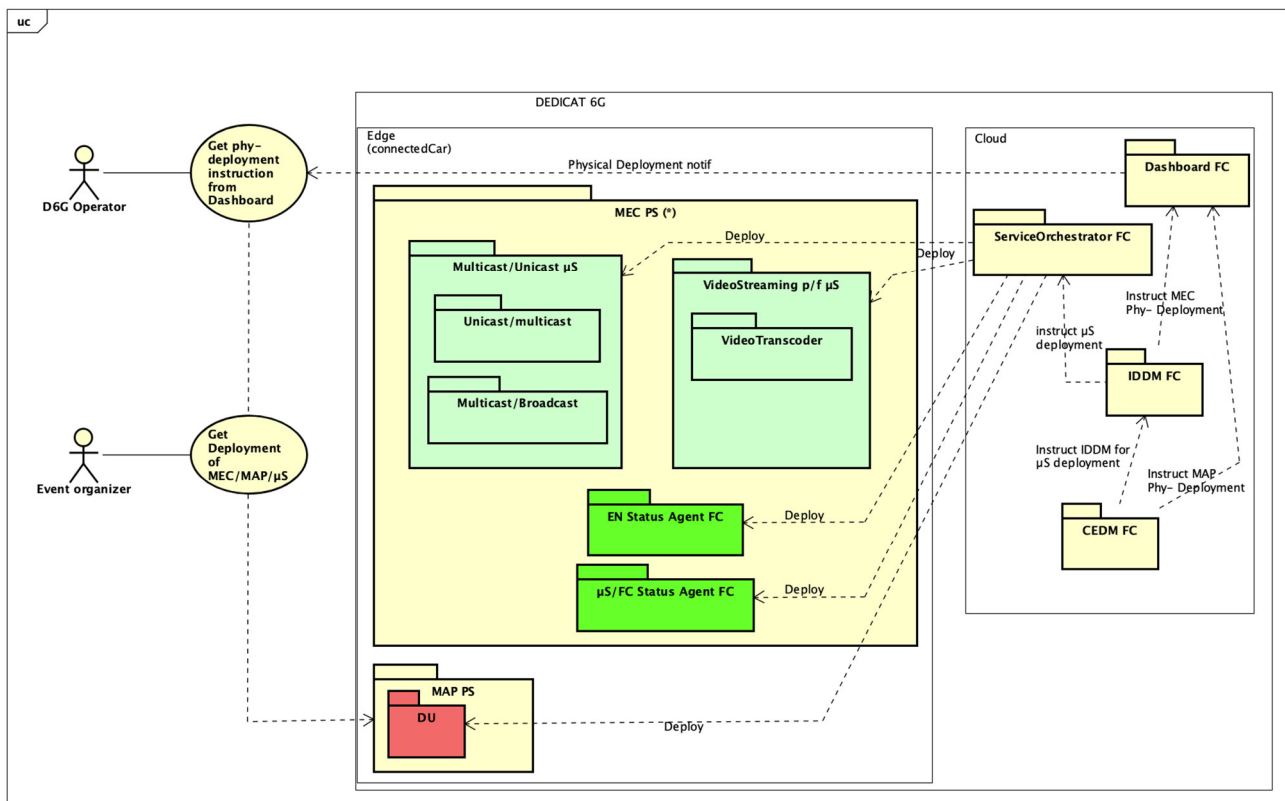 uc
DEDICAT 6G
Edge
(connectedCar)
Cloud
Get phy-
deployment
instruction
from
Dashboard
D6G Operator
Physical Deployment notif
Dashboard FC
MEC PS (*)
Deploy
ServiceOrchestrator FC
Deploy
Multicast/Unicast µS
VideoStreaming p/f µS
Unicast/multicast
VideoTranscoder
Multicast/Broadcast
Instruct MEC
Phy- Deployment
instruct µS
deployment
IDDM FC
Get
Deployment
of
MEC/MAP/µS
Event organizer
Instruct IDDM for
µS deployment
Instruct MAP
Phy- Deployment
EN Status Agent FC
Deploy
CEDM FC
µS/FC Status Agent FC
Deploy
MAP PS
DU
Deploy